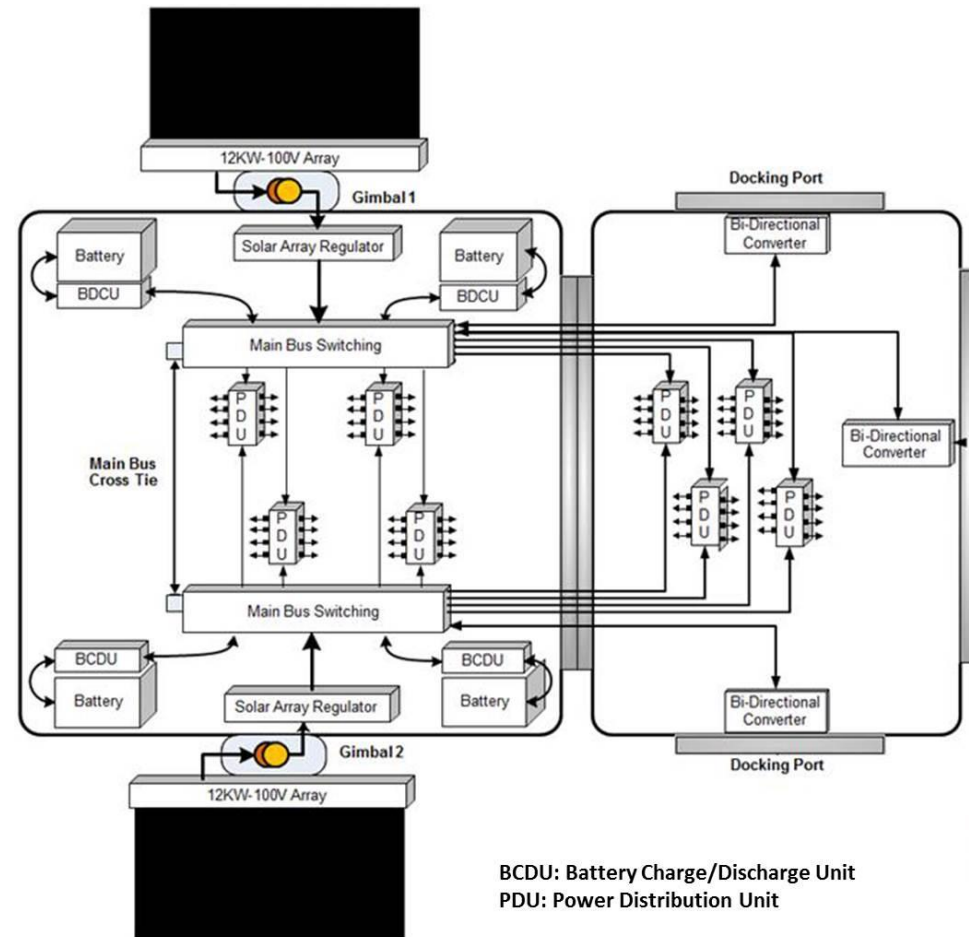 12KW-100V Array
Gimbal 1
Docking Port
Bi-Directional
Converter
Solar Array Regulator
Battery
BDCU
Battery
BDCU
Main Bus Switching
P
D
U
P
D
U
P
D
U
P
D
U
Bi-Directional
Converter
Main Bus
Cross Tie
P
D
U
P
D
U
P
D
U
P
D
U
Main Bus Switching
BCDU
Battery
BCDU
Battery
Solar Array Regulator
Bi-Directional
Converter
Gimbal 2
Docking Port
12KW-100V Array
BCDU: Battery Charge/Discharge Unit
PDU: Power Distribution Unit